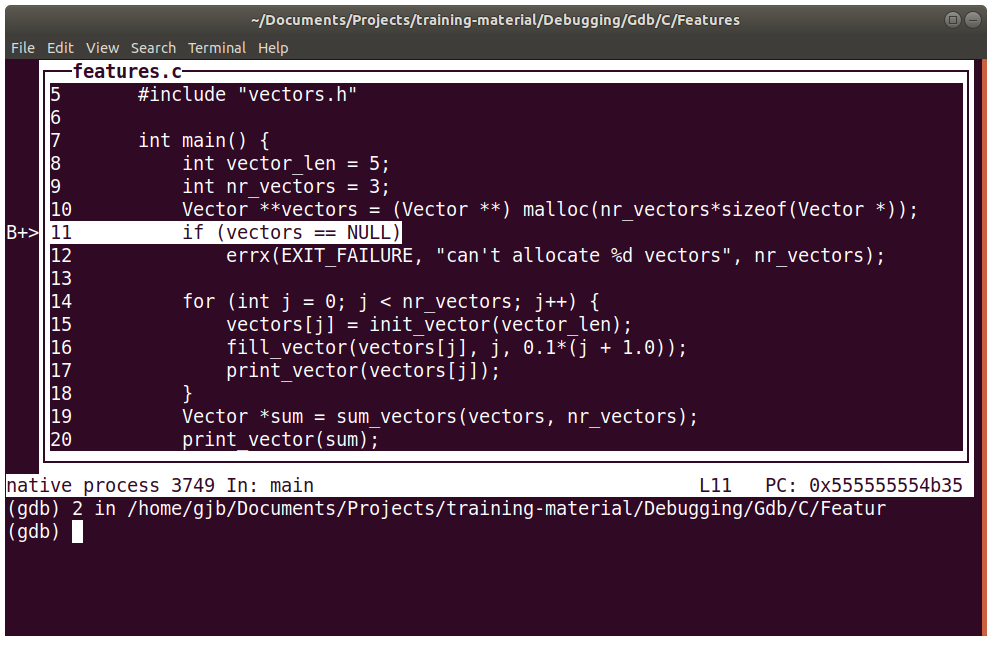 ~/Documents/Projects/training-material/Debugging/Gdb/C/Features
File Edit View Search Terminal Help
features.c
5 #include "vectors.h"
6
7 int main() {
8 int vector_len = 5;
9 int nr_vectors = 3;
10 Vector **vectors = (Vector **) malloc(nr_vectors*sizeof(Vector *));
B+> 11 if (vectors == NULL)
12 errx(EXIT_FAILURE, "can't allocate %d vectors", nr_vectors);
13
14 for (int j = 0; j < nr_vectors; j++) {
15 vectors[j] = init_vector(vector_len);
16 fill_vector(vectors[j], j, 0.1*(j + 1.0));
17 print_vector(vectors[j]);
18 }
19 Vector *sum = sum_vectors(vectors, nr_vectors);
20 print_vector(sum);
native process 3749 In: main L11 PC: 0x555555554b35
(gdb) 2 in /home/gjb/Documents/Projects/training-material/Debugging/Gdb/C/Featur
(gdb)